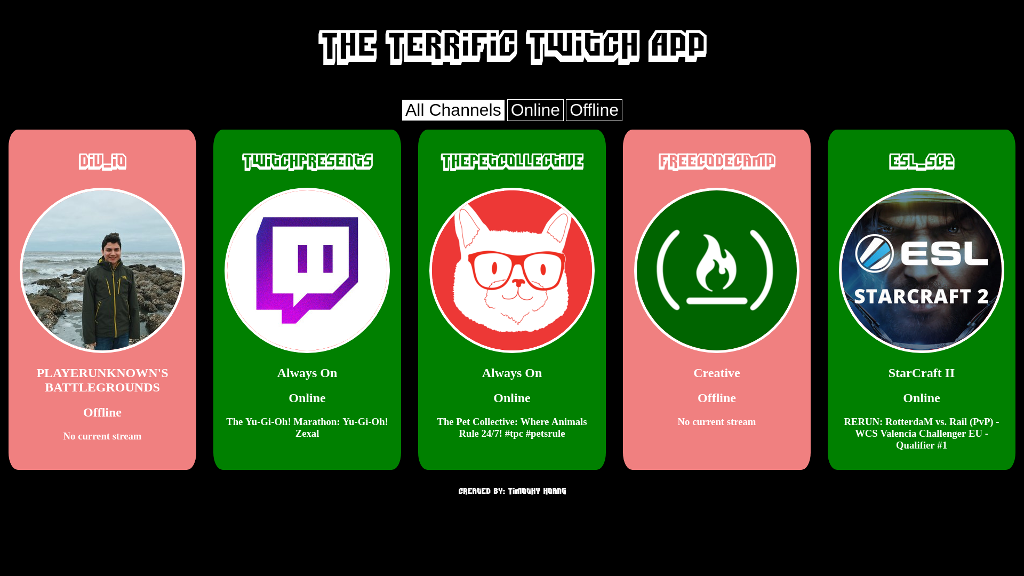 The Terrific Twitch App
All Channels Online Offline
Div_iQ
PLAYERUNKNOWN'S
BATTLEGROUNDS
Offline
No current stream
TwitchPresents
Always On
Online
The Yu-Gi-Oh! Marathon: Yu-Gi-Oh!
Zexal
ThePetCollective
Always On
Online
The Pet Collective: Where Animals
Rule 24/7! #tpc #petsrule
FreeCodeCamp
Creative
Offline
No current stream
ESL_SC2
ESL
STARCRAFT 2
StarCraft II
Online
RERUN: RotterdaM vs. Rail (PvP) -
WCS Valencia Challenger EU -
Qualifier #1
Created by: Timothy Hoang